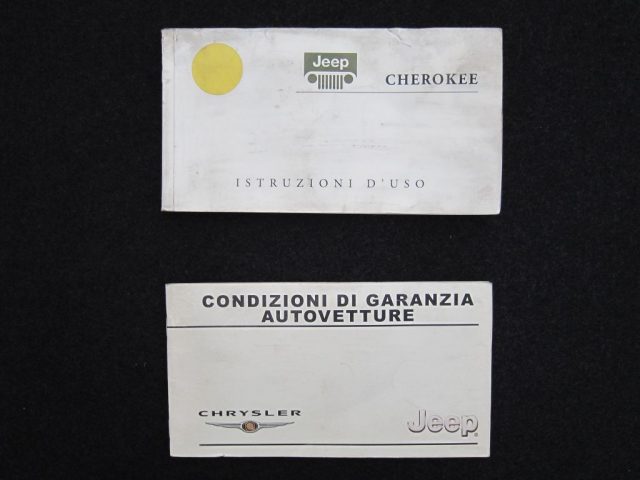 Jeep
CHEROKEE
ISTRUZIONI D'USO
CONDIZIONI DI GARANZIA
AUTOVETTURE
CHRYSLER
Jeep®